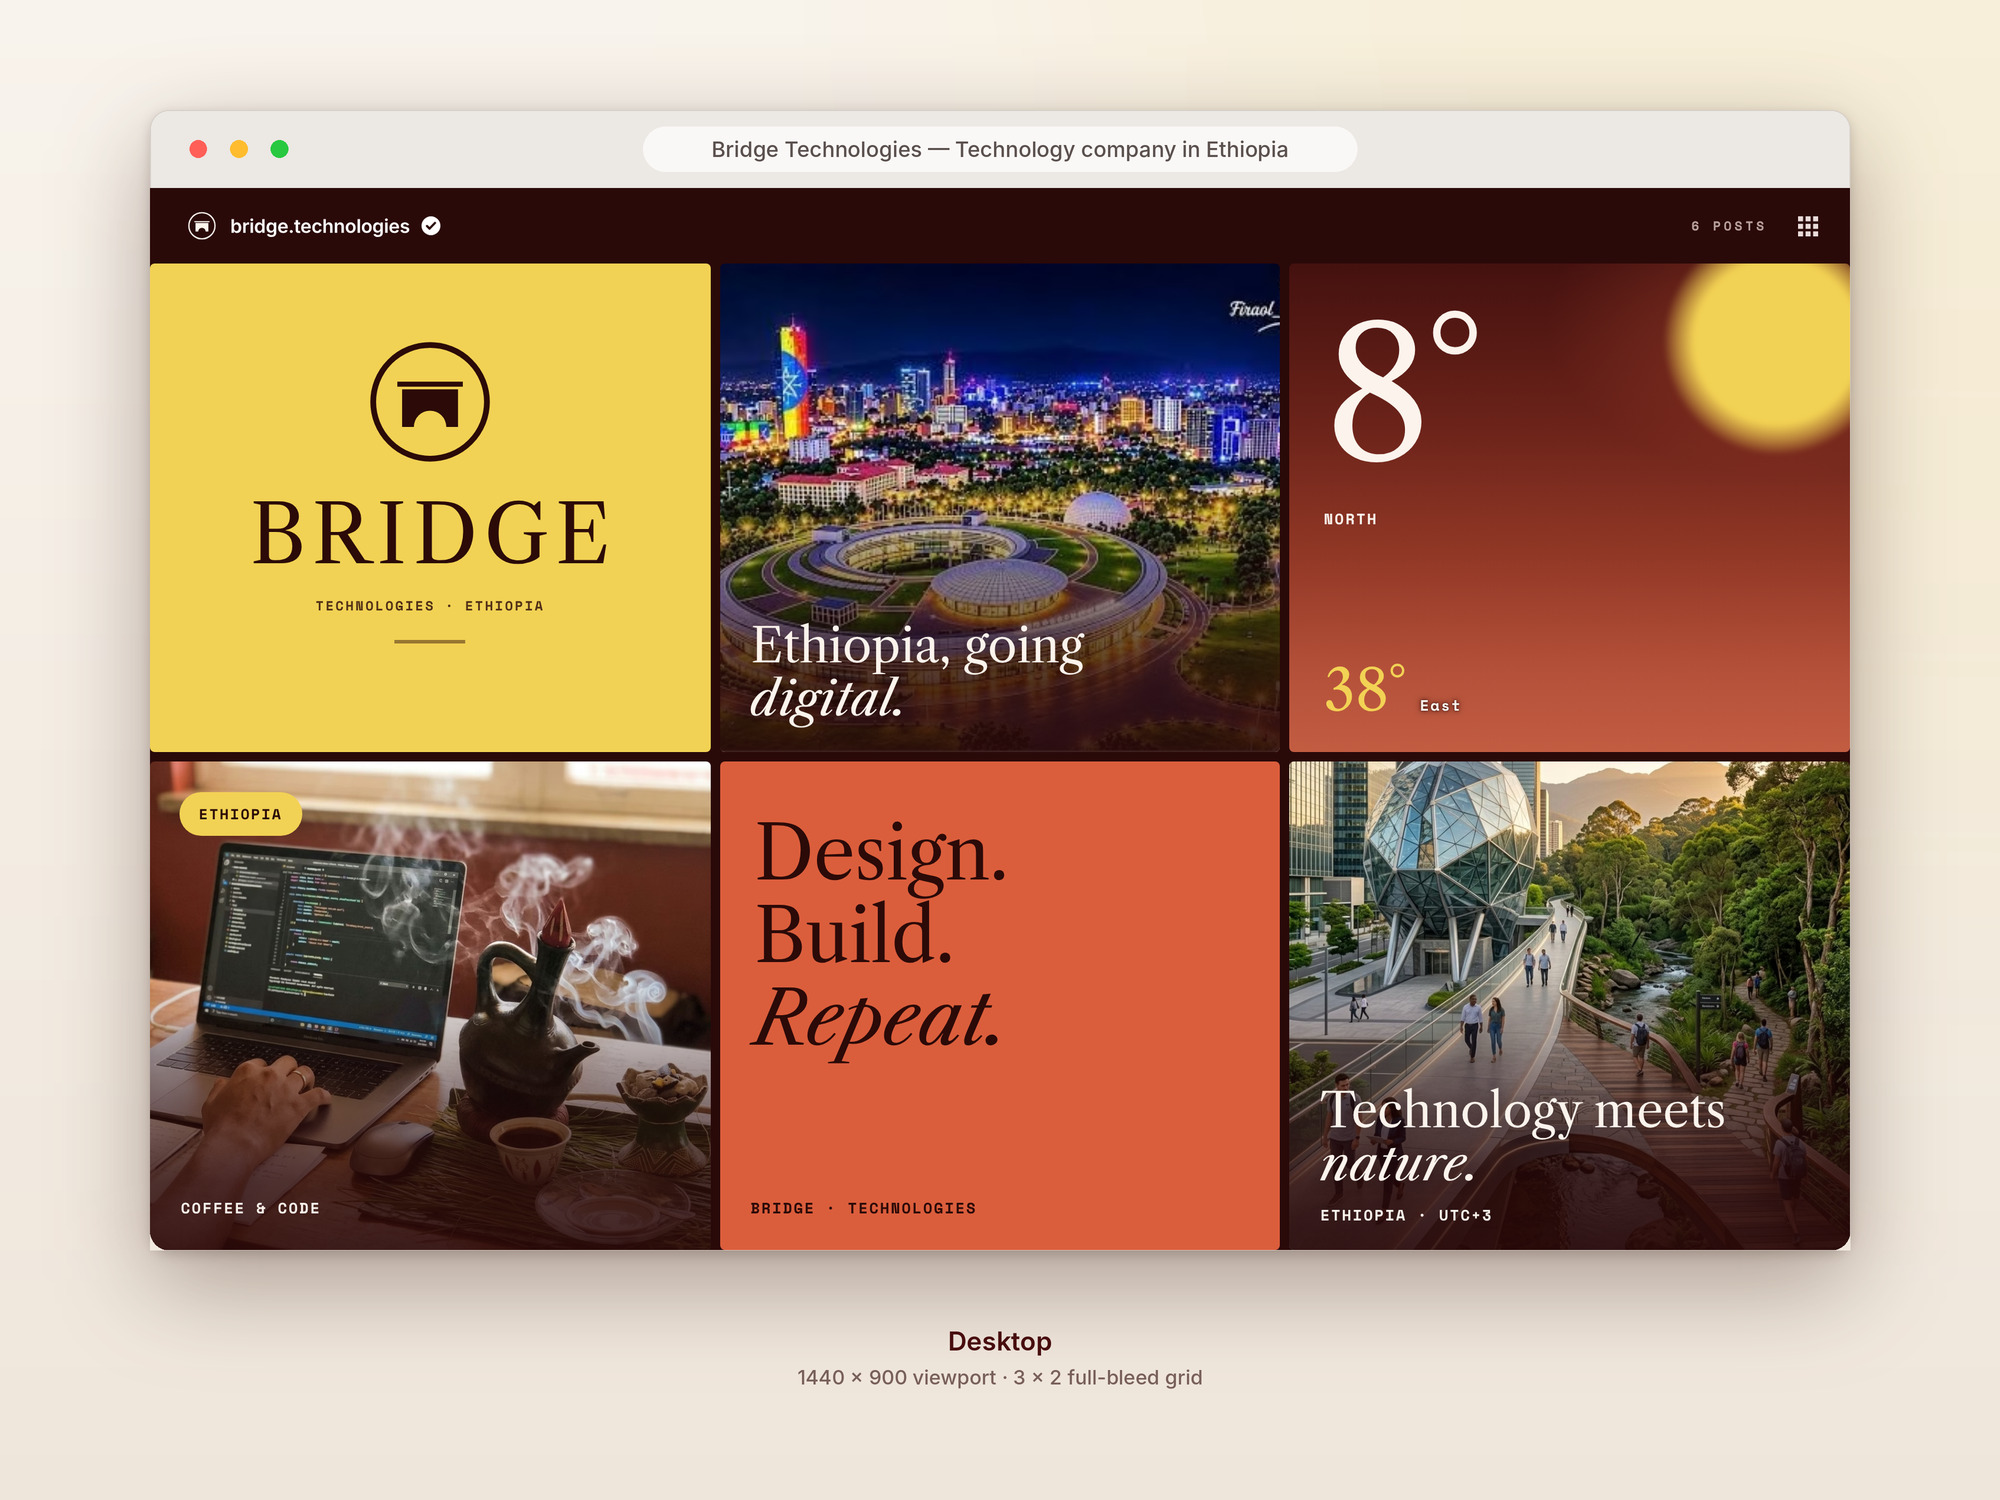 Bridge Technologies — Technology company in Ethiopia
bridge.technologies
6 POSTS
BRIDGE
TECHNOLOGIES · ETHIOPIA
Firaol_
Ethiopia, going
digital.
8°
NORTH
38° East
ETHIOPIA
COFFEE & CODE
Design.
Build.
Repeat.
BRIDGE · TECHNOLOGIES
Technology meets
nature.
ETHIOPIA · UTC+3
Desktop
1440 × 900 viewport · 3 × 2 full-bleed grid